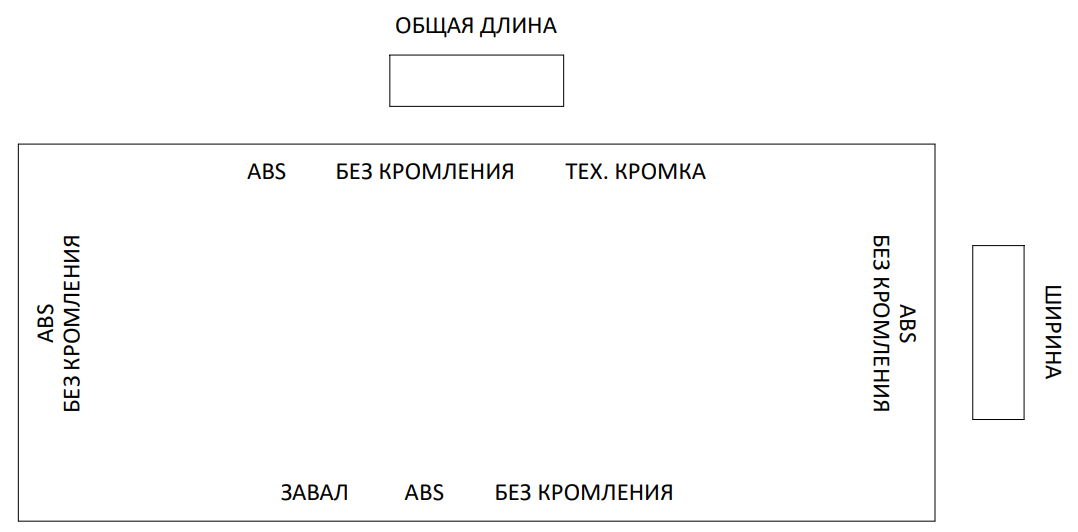 ОБЩАЯ ДЛИНА
ABS БЕЗ КРОМЛЕНИЯ ТЕХ. КРОМКА
ABS
БЕЗ КРОМЛЕНИЯ
ABS
БЕЗ КРОМЛЕНИЯ
ШИРИНА
ЗАВАЛ ABS БЕЗ КРОМЛЕНИЯ